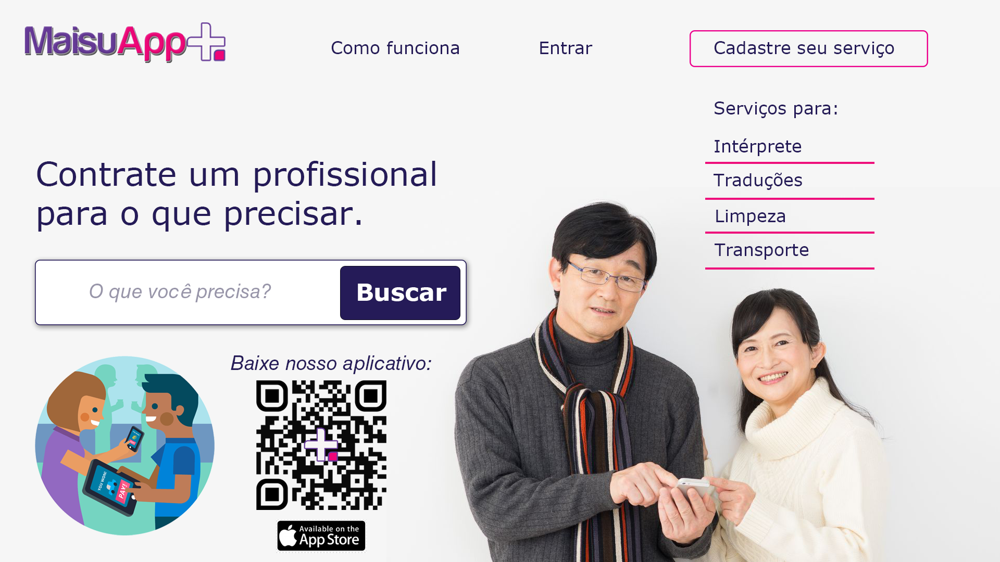 MaisuApp
Como funciona
Entrar
Cadastre seu serviço
Serviços para:
Intérprete
Traduções
Limpeza
Transporte
Contrate um profissional
para o que precisar.
O que você precisa?
Buscar
Baixe nosso aplicativo:
YOU WON!
PAY!
Available on the
App Store